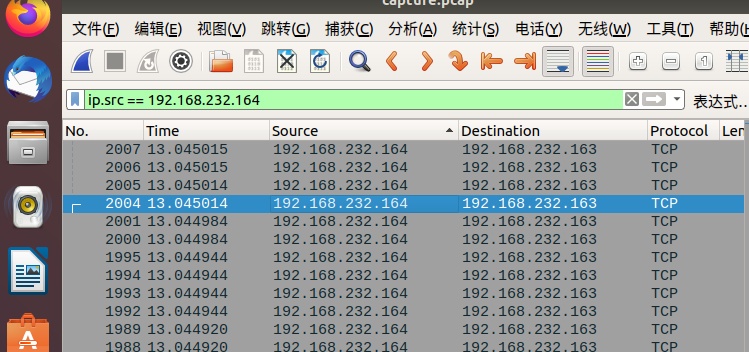 capture.pcap
文件(F) 编辑(E) 视图(V) 跳转(G) 捕获(C) 分析(A) 统计(S) 电话(Y) 无线(W) 工具(T) 帮助(H
ip.src == 192.168.232.164 表达式…
No. Time Source Destination Protocol Len
2007 13.045015 192.168.232.164 192.168.232.163 TCP
2006 13.045015 192.168.232.164 192.168.232.163 TCP
2005 13.045014 192.168.232.164 192.168.232.163 TCP
2004 13.045014 192.168.232.164 192.168.232.163 TCP
2001 13.044984 192.168.232.164 192.168.232.163 TCP
2000 13.044984 192.168.232.164 192.168.232.163 TCP
1995 13.044944 192.168.232.164 192.168.232.163 TCP
1994 13.044944 192.168.232.164 192.168.232.163 TCP
1993 13.044944 192.168.232.164 192.168.232.163 TCP
1992 13.044944 192.168.232.164 192.168.232.163 TCP
1989 13.044920 192.168.232.164 192.168.232.163 TCP
1988 13.044920 192.168.232.164 192.168.232.163 TCP